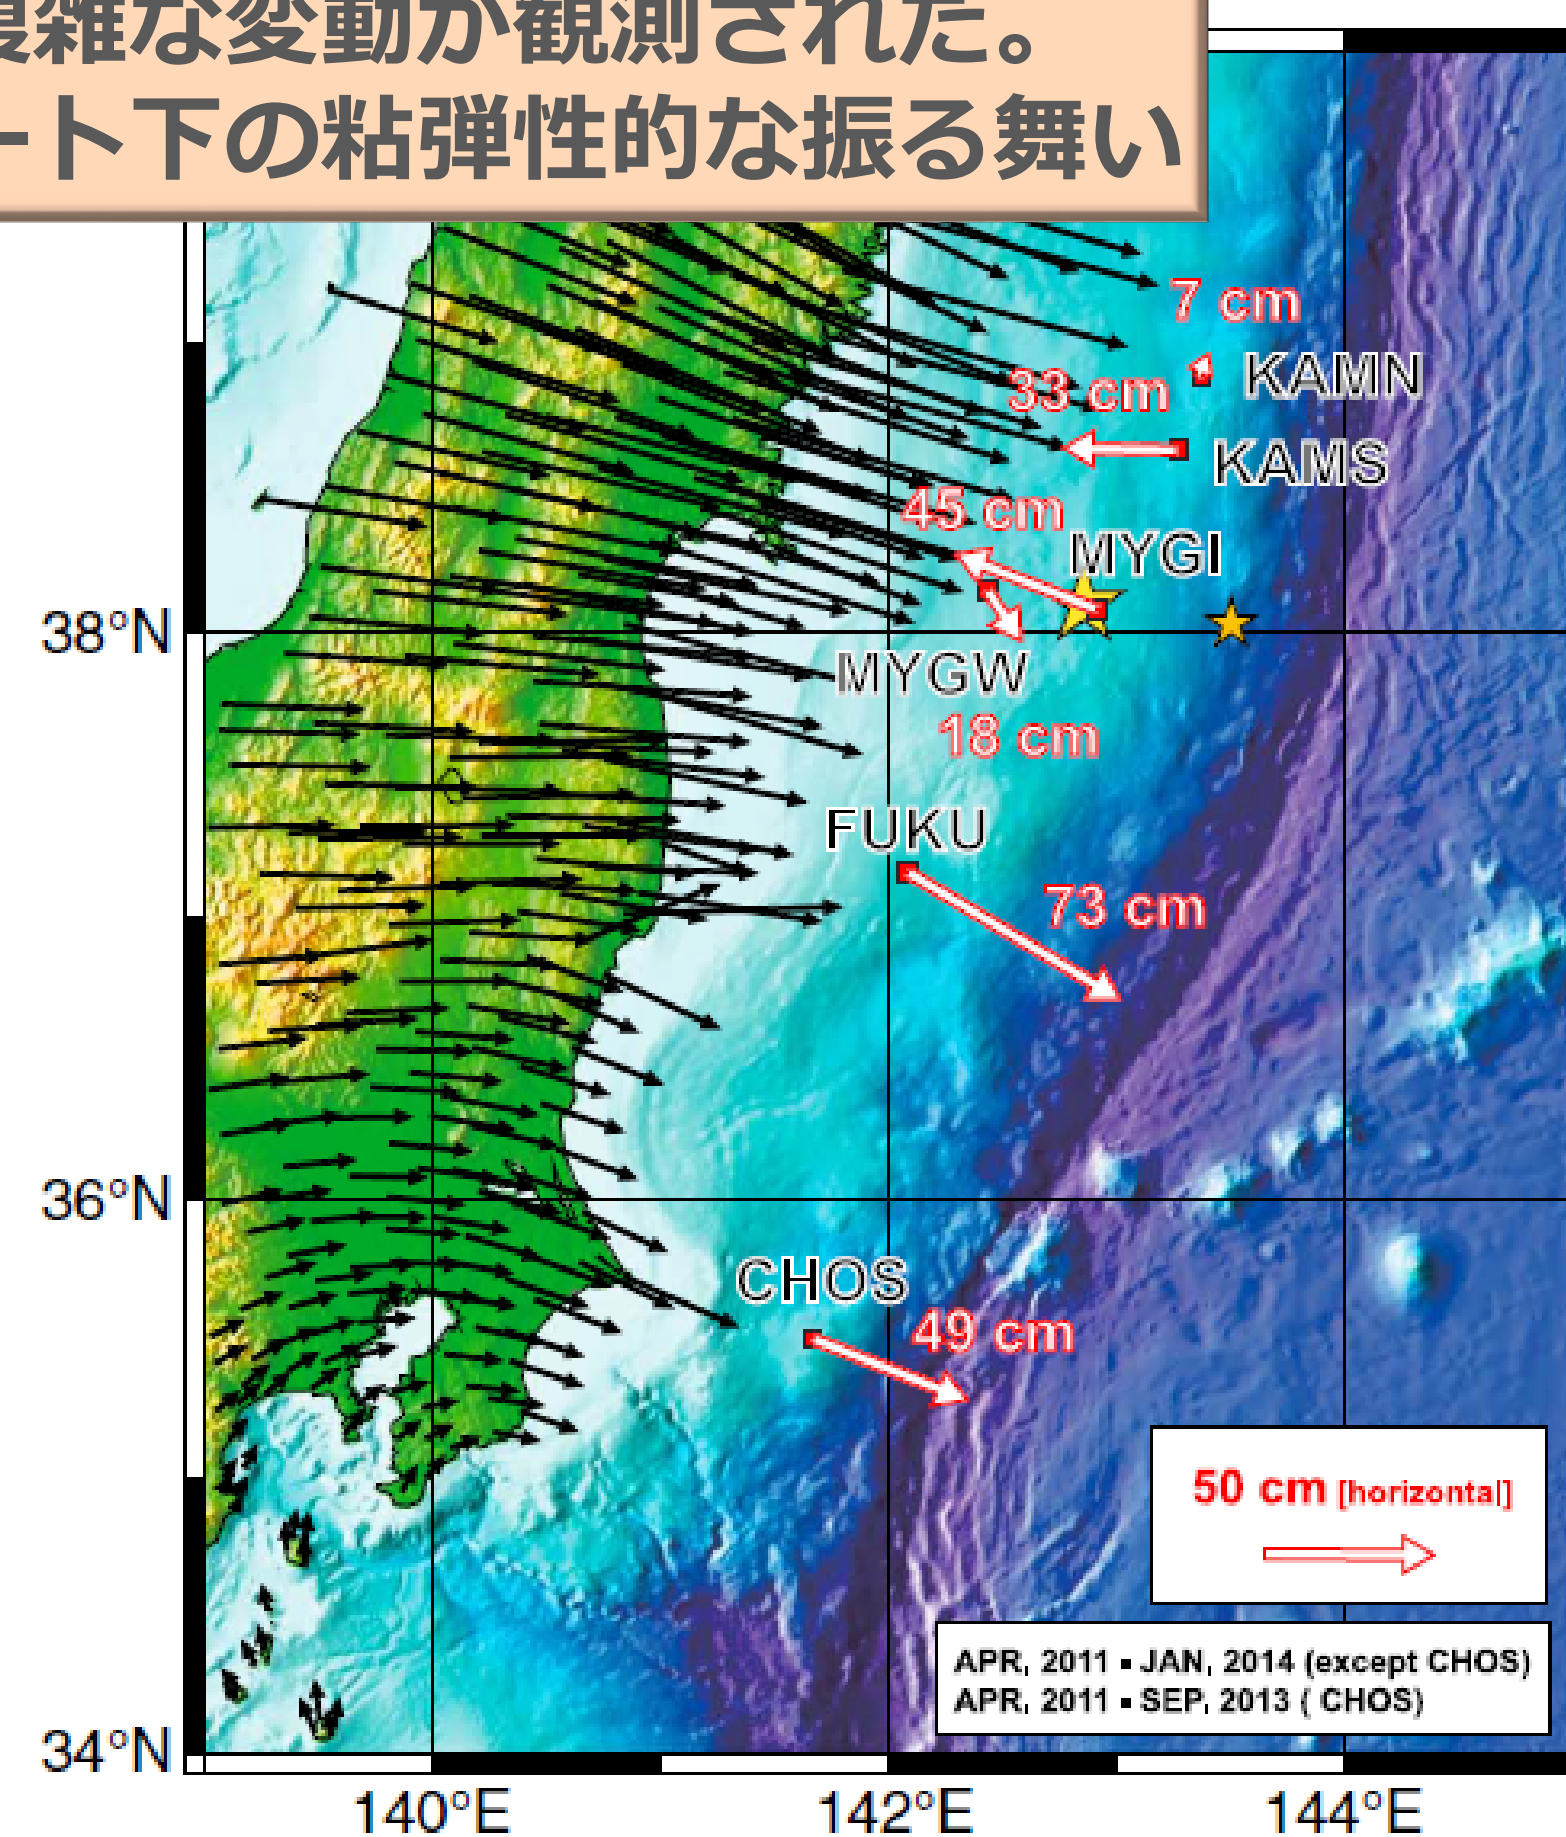 複雑な変動が観測された。
ート下の粘弾性的な振る舞い
7 cm
KAMN
33 cm
KAMS
45 cm
MYGI
38°N
MYGW
18 cm
FUKU
73 cm
36°N
CHOS
49 cm
50 cm [horizontal]
APR, 2011 - JAN, 2014 (except CHOS)
APR, 2011 - SEP, 2013 ( CHOS)
34°N
140°E
142°E
144°E